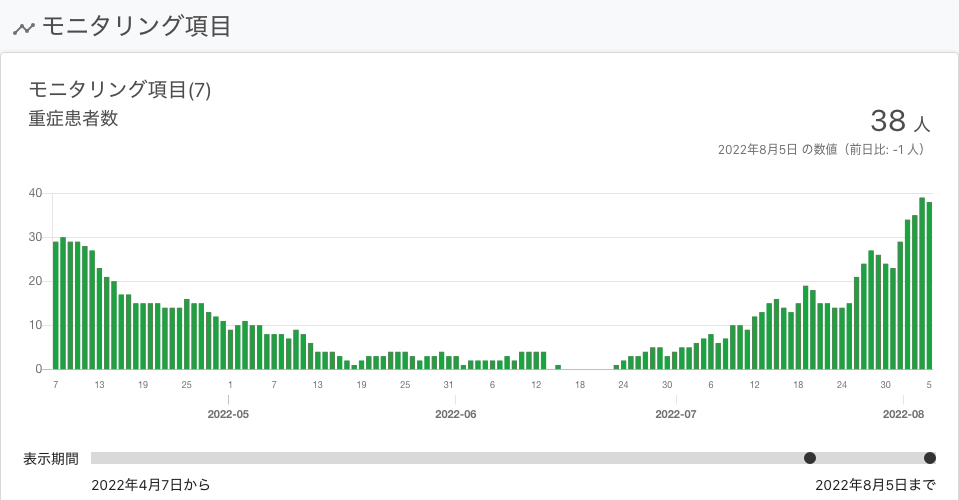 モニタリング項目
モニタリング項目(7)
重症患者数
38 人
2022年8月5日 の数値（前日比: -1 人）
40
30
20
10
0
7 13 19 25 1 7 13 19 25 31 6 12 18 24 30 6 12 18 24 30 5
2022-05 2022-06 2022-07 2022-08
表示期間
2022年4月7日から 2022年8月5日まで